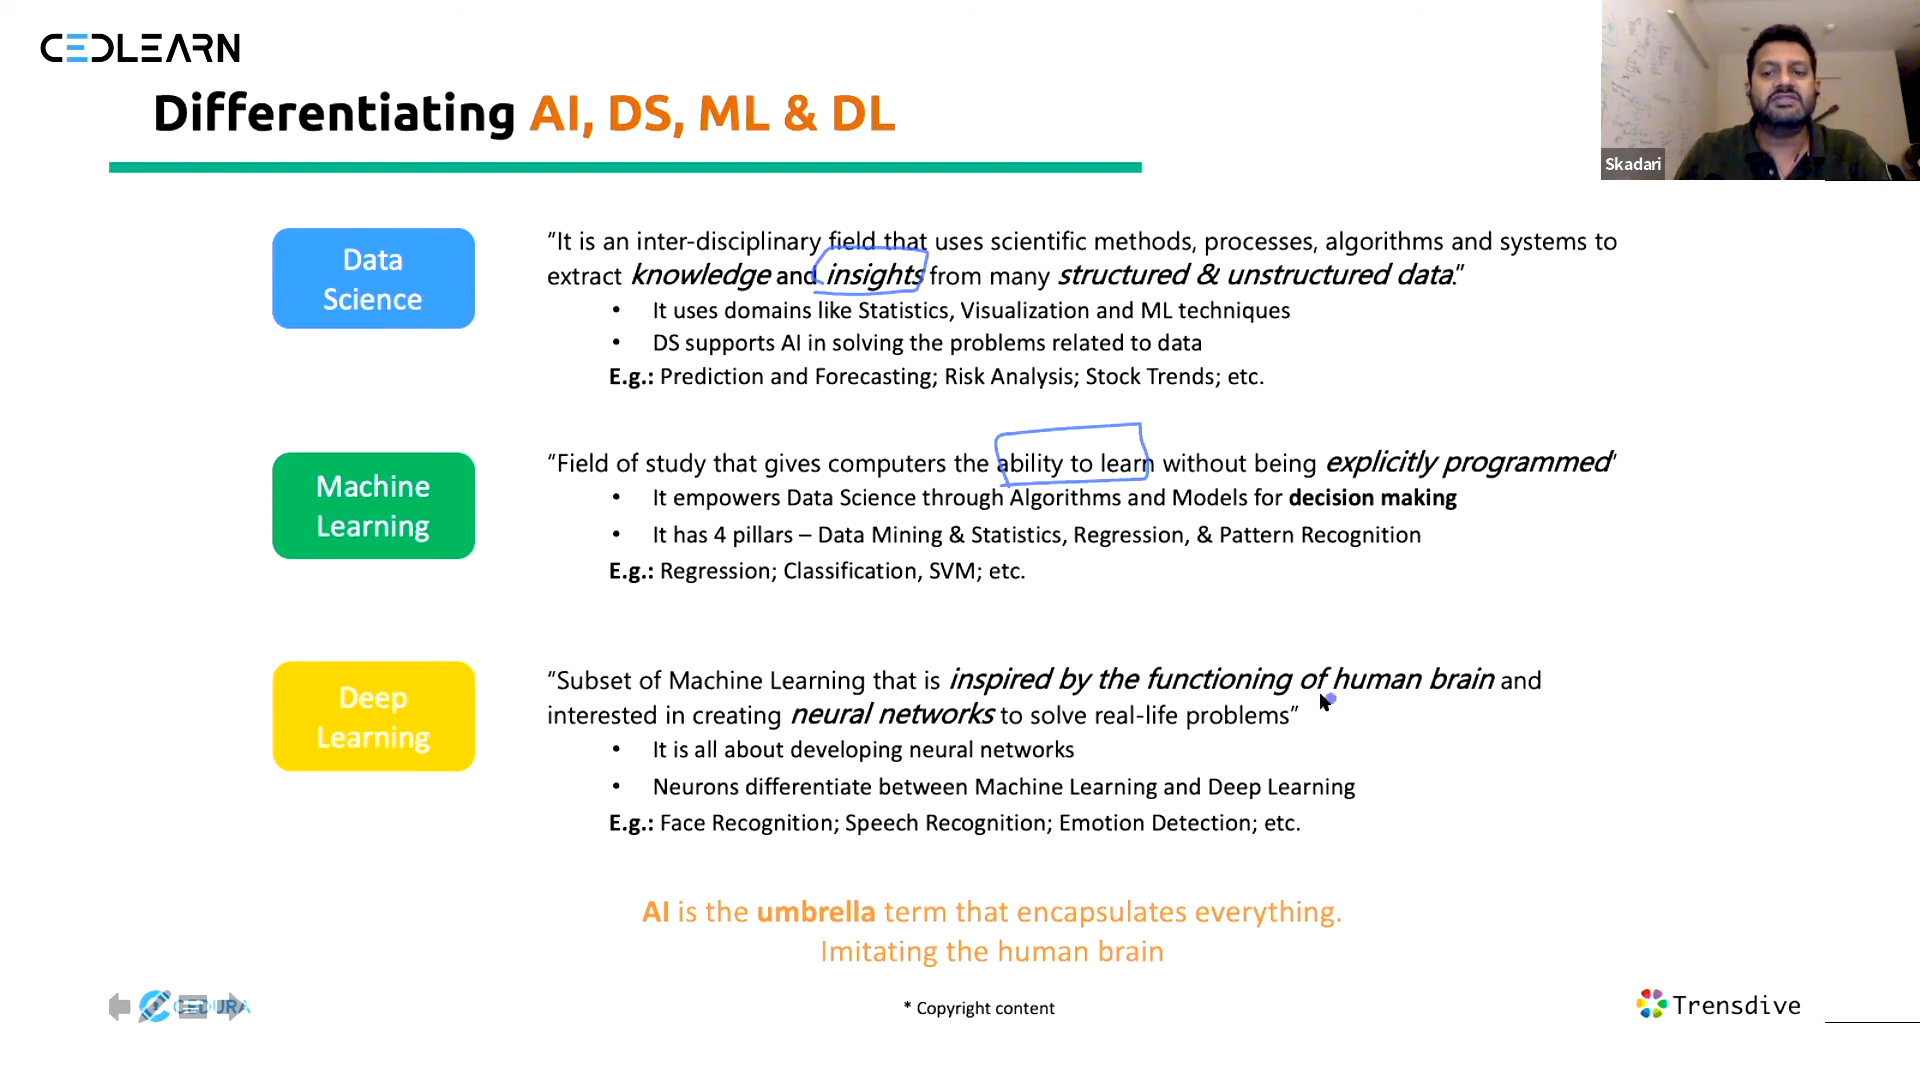 CEDLEARN
Differentiating AI, DS, ML & DL
Skadari
Data
Science
"It is an inter-disciplinary field that uses scientific methods, processes, algorithms and systems to
extract knowledge and insights from many structured & unstructured data."
• It uses domains like Statistics, Visualization and ML techniques
• DS supports AI in solving the problems related to data
E.g.: Prediction and Forecasting; Risk Analysis; Stock Trends; etc.
Machine
Learning
"Field of study that gives computers the ability to learn without being explicitly programmed"
• It empowers Data Science through Algorithms and Models for decision making
• It has 4 pillars – Data Mining & Statistics, Regression, & Pattern Recognition
E.g.: Regression; Classification, SVM; etc.
Deep
Learning
"Subset of Machine Learning that is inspired by the functioning of human brain and
interested in creating neural networks to solve real-life problems"
• It is all about developing neural networks
• Neurons differentiate between Machine Learning and Deep Learning
E.g.: Face Recognition; Speech Recognition; Emotion Detection; etc.
AI is the umbrella term that encapsulates everything.
Imitating the human brain
CEDURA
* Copyright content
Trensdive